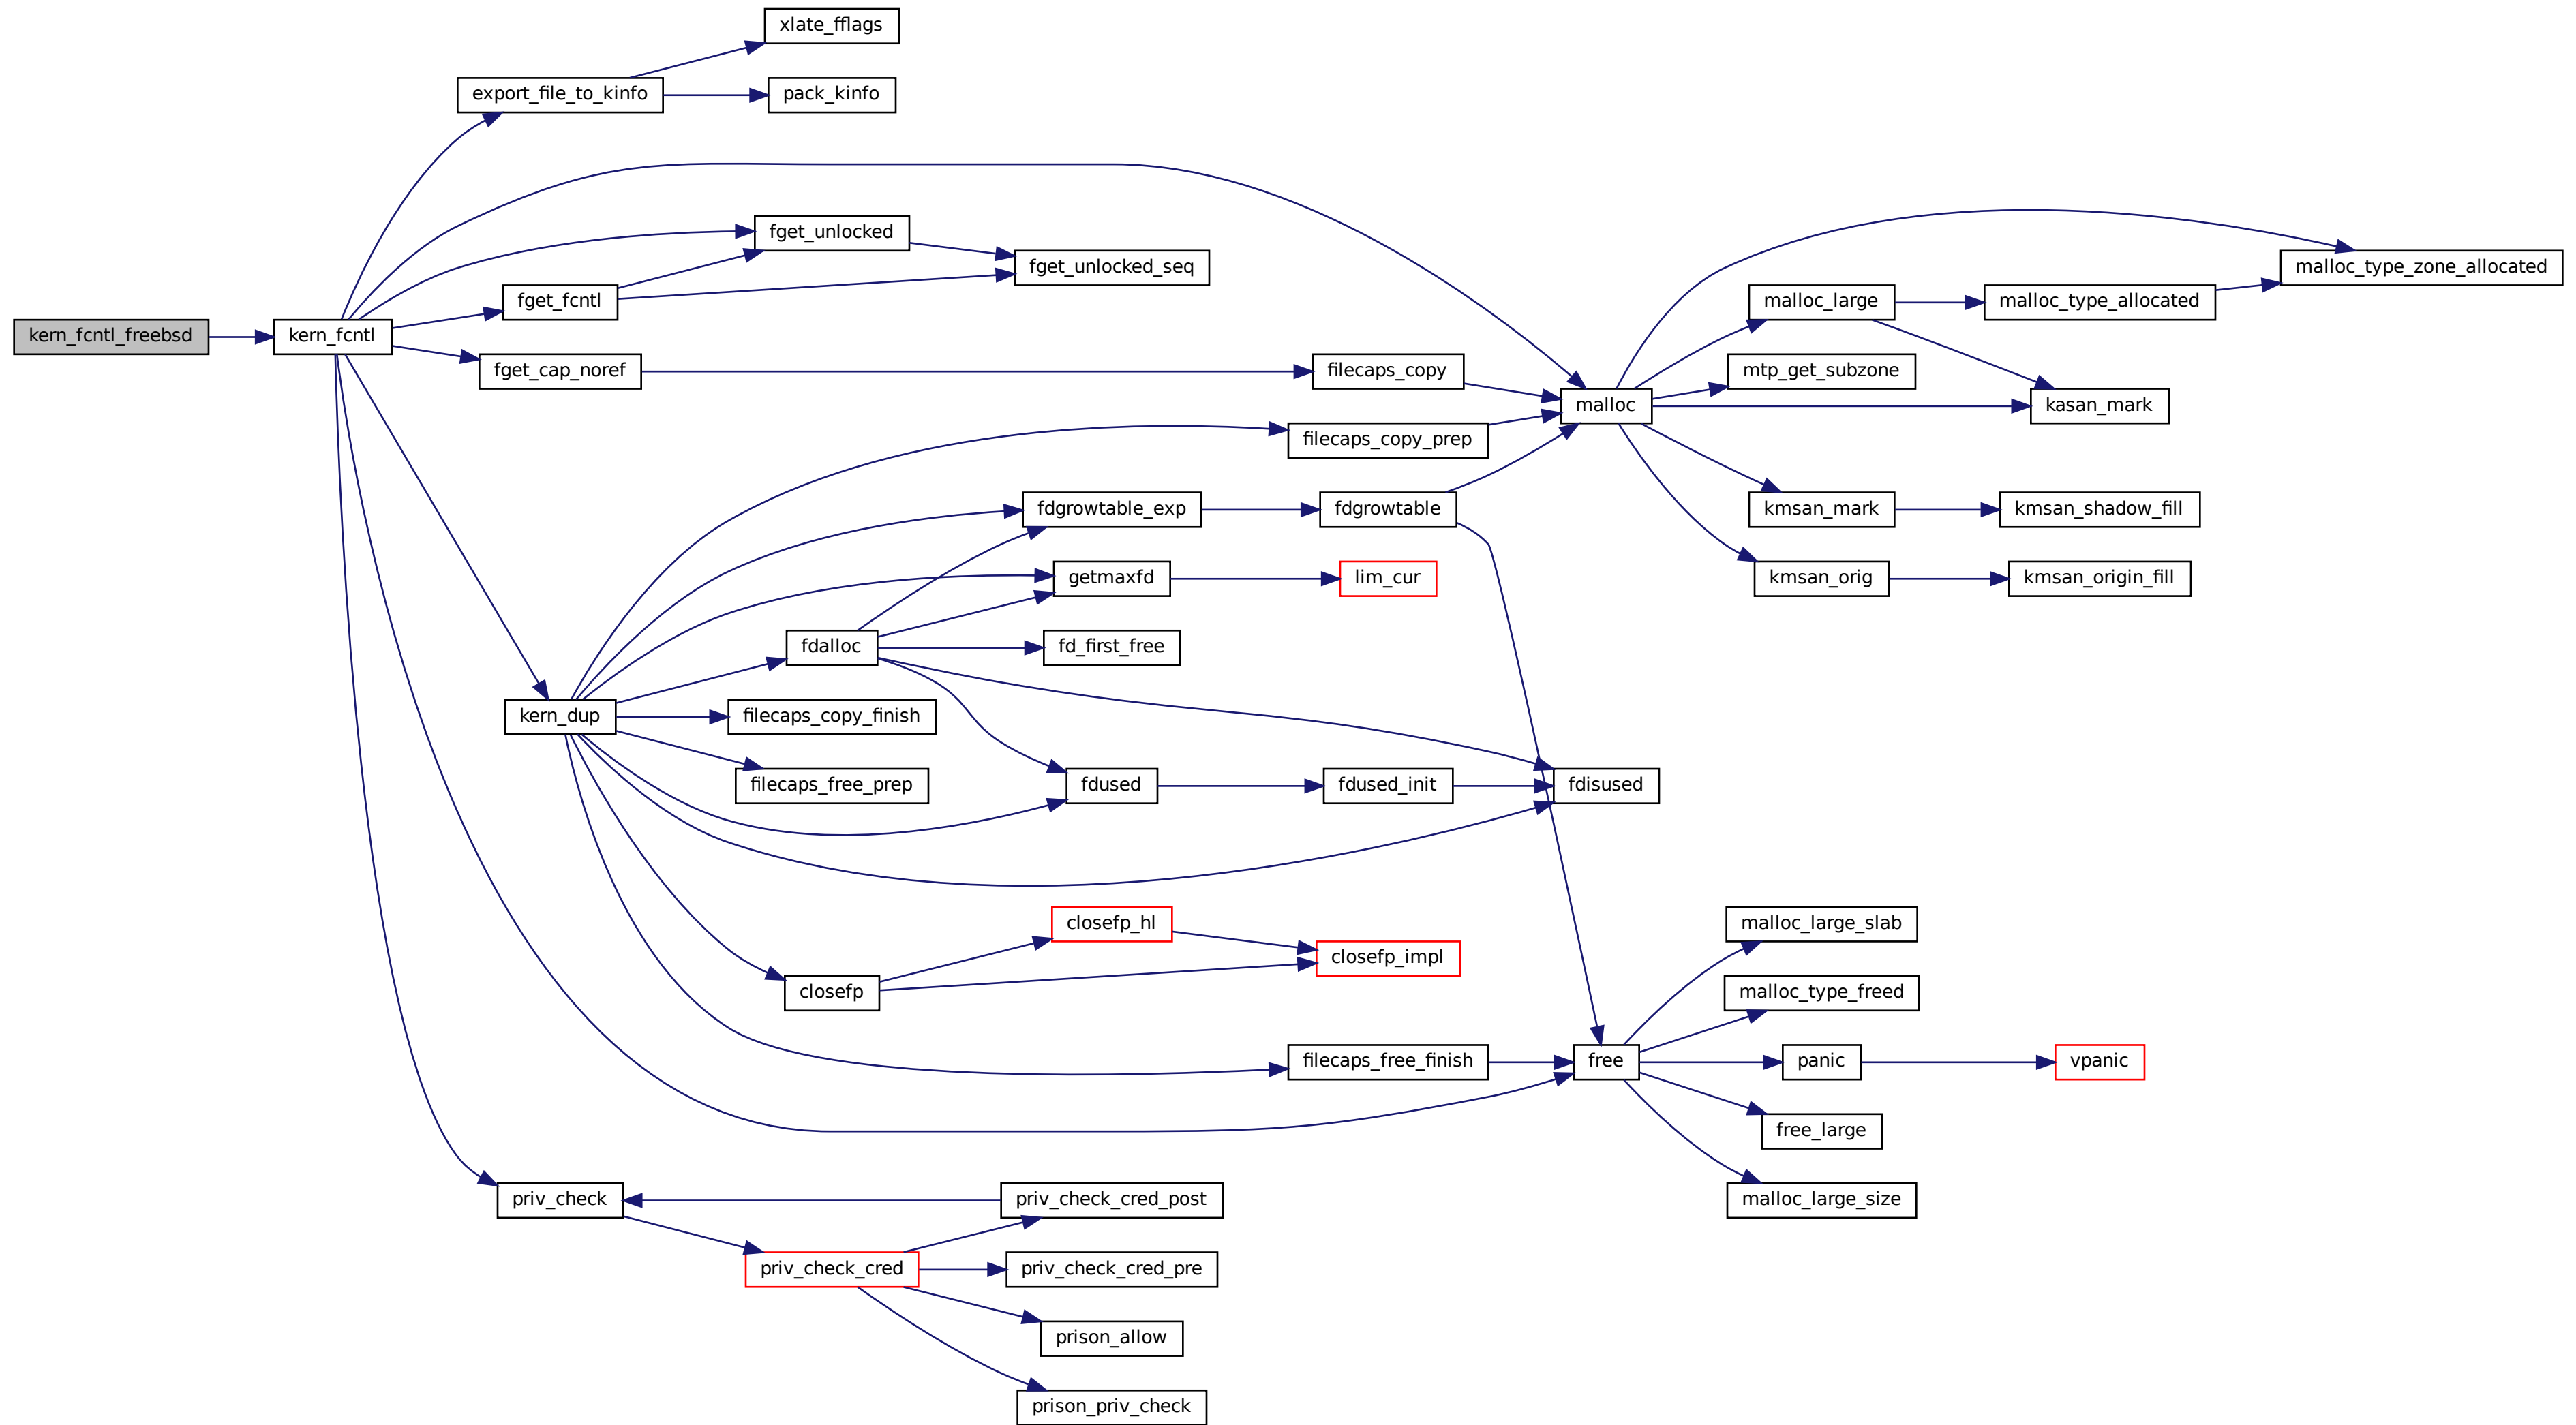 xlate_fflags
export_file_to_kinfo
pack_kinfo
fget_unlocked
fget_unlocked_seq
malloc_type_zone_allocated
fget_fcntl
malloc_large
malloc_type_allocated
kern_fcntl_freebsd
kern_fcntl
fget_cap_noref
filecaps_copy
mtp_get_subzone
malloc
kasan_mark
filecaps_copy_prep
fdgrowtable_exp
fdgrowtable
kmsan_mark
kmsan_shadow_fill
getmaxfd
lim_cur
kmsan_orig
kmsan_origin_fill
fdalloc
fd_first_free
kern_dup
filecaps_copy_finish
filecaps_free_prep
fdused
fdused_init
fdisused
closefp_hl
malloc_large_slab
closefp_impl
closefp
malloc_type_freed
filecaps_free_finish
free
panic
vpanic
free_large
priv_check
priv_check_cred_post
malloc_large_size
priv_check_cred
priv_check_cred_pre
prison_allow
prison_priv_check